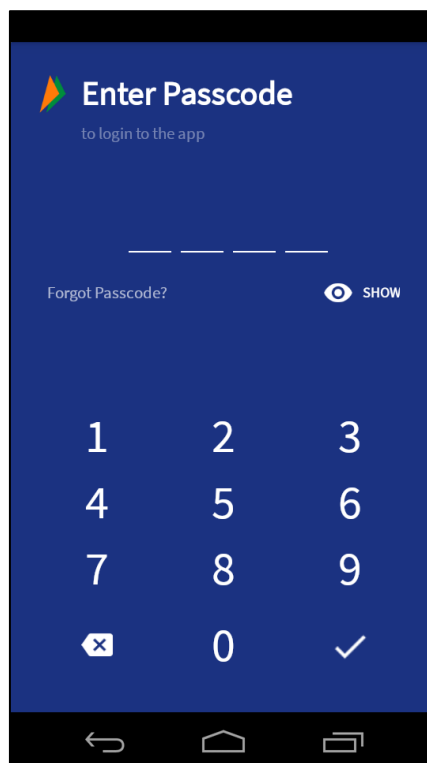 Enter Passcode
to login to the app
Forgot Passcode? SHOW
1 2 3
4 5 6
7 8 9
0